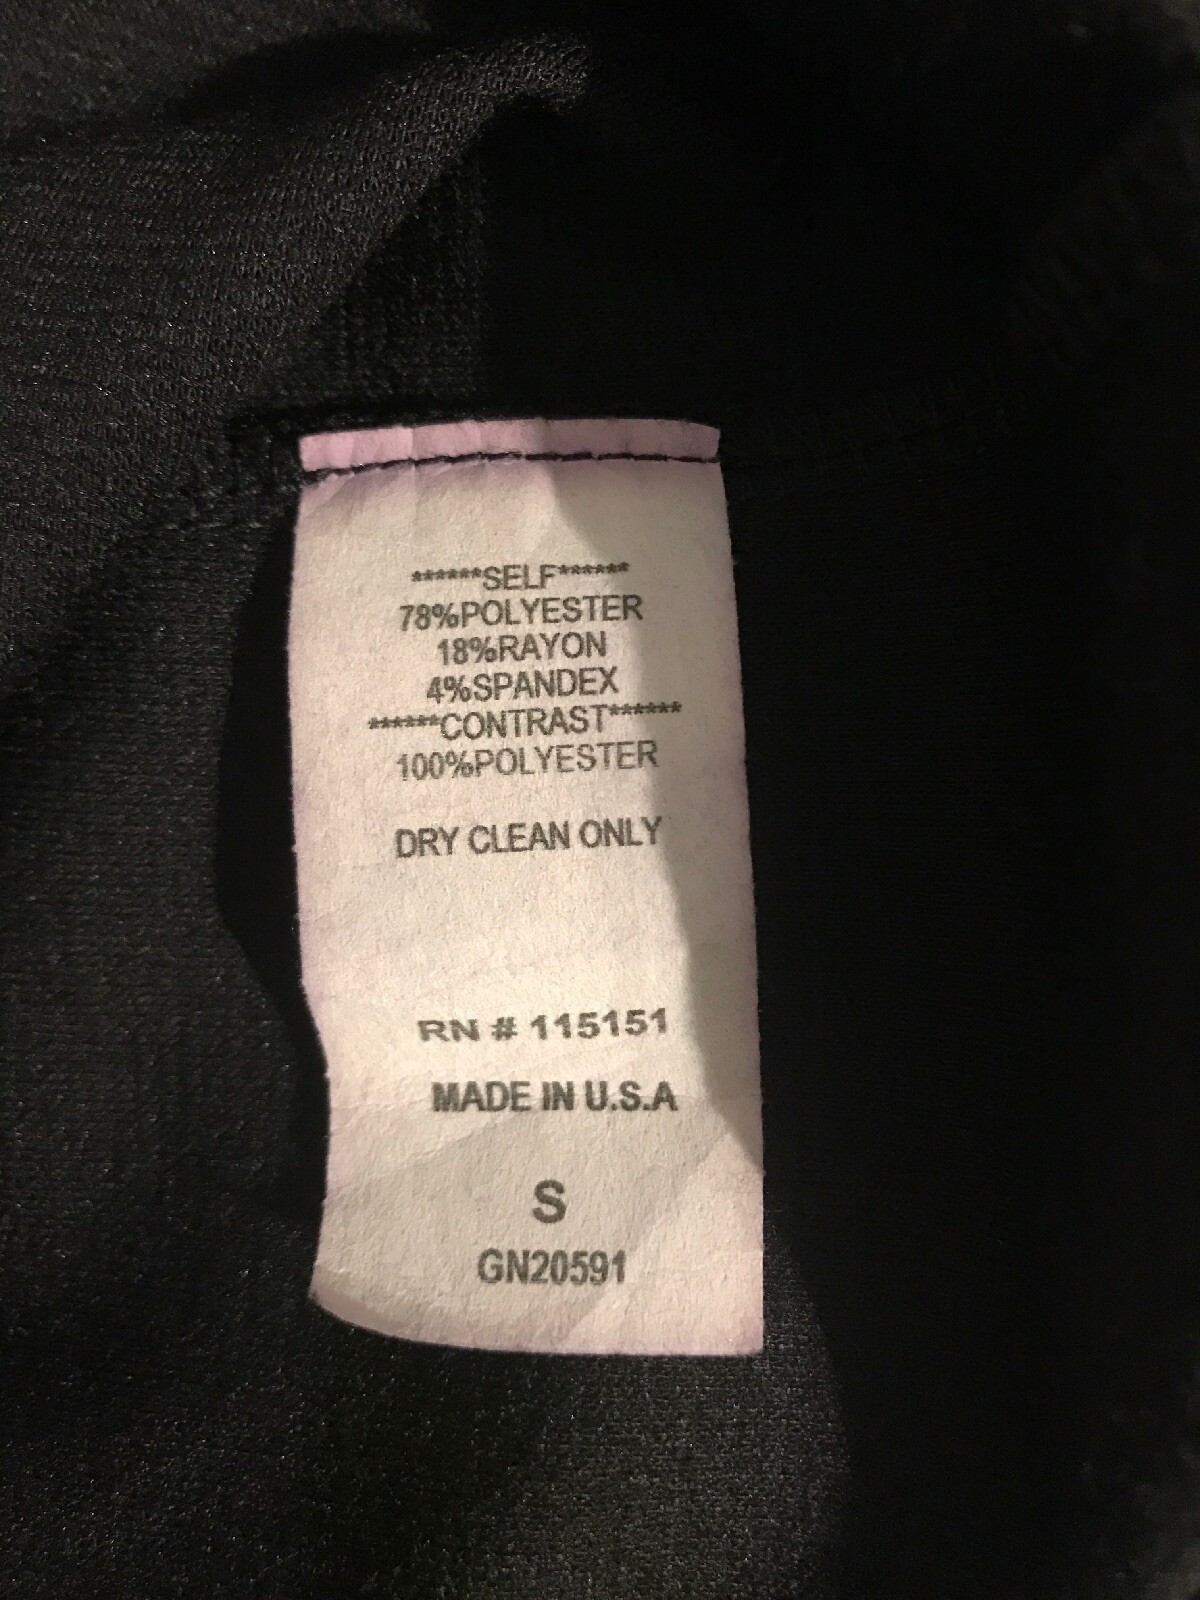 ******SELF******
78%POLYESTER
18%RAYON
4%SPANDEX
******CONTRAST******
100%POLYESTER
DRY CLEAN ONLY
RN # 115151
MADE IN U.S.A
S
GN20591